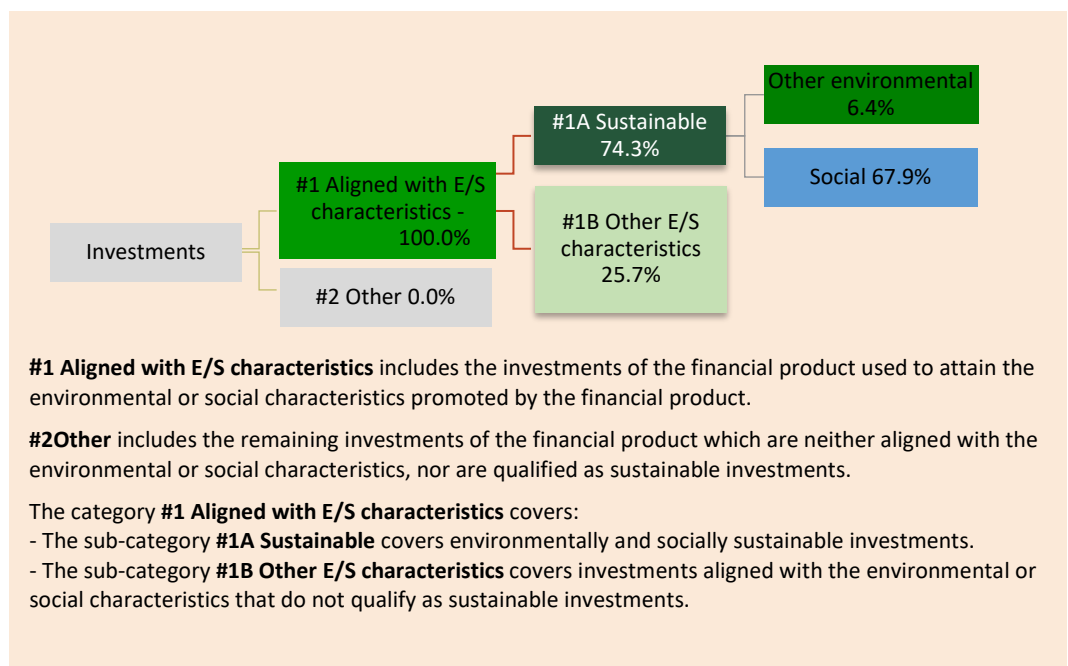 Other environmental
6.4%
#1A Sustainable
74.3%
Social 67.9%
#1 Aligned with E/S
characteristics -
100.0%
#1B Other E/S
characteristics
25.7%
Investments
#2 Other 0.0%
#1 Aligned with E/S characteristics includes the investments of the financial product used to attain the
environmental or social characteristics promoted by the financial product.
#2Other includes the remaining investments of the financial product which are neither aligned with the
environmental or social characteristics, nor are qualified as sustainable investments.
The category #1 Aligned with E/S characteristics covers:
- The sub-category #1A Sustainable covers environmentally and socially sustainable investments.
- The sub-category #1B Other E/S characteristics covers investments aligned with the environmental or
social characteristics that do not qualify as sustainable investments.